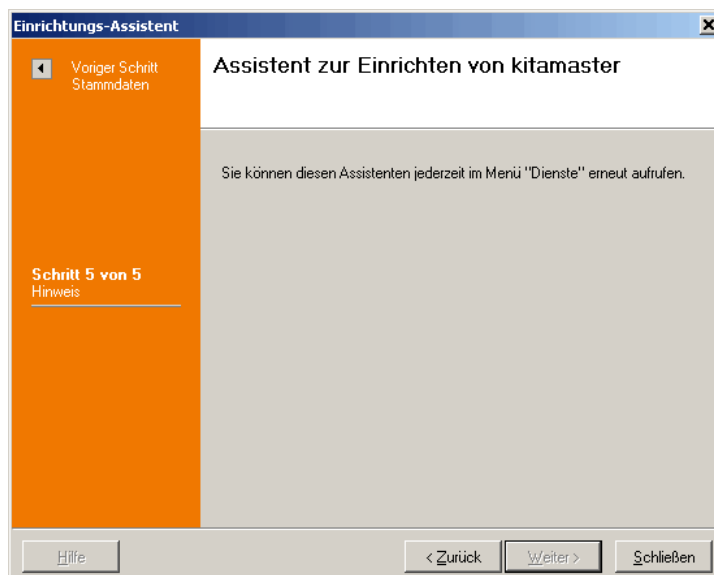 Einrichtungs-Assistent
Voriger Schritt
Stammdaten
Assistent zur Einrichten von kitamaster
Sie können diesen Assistenten jederzeit im Menü "Dienste" erneut aufrufen.
Schritt 5 von 5
Hinweis
Hilfe
< Zurück
Weiter >
Schließen